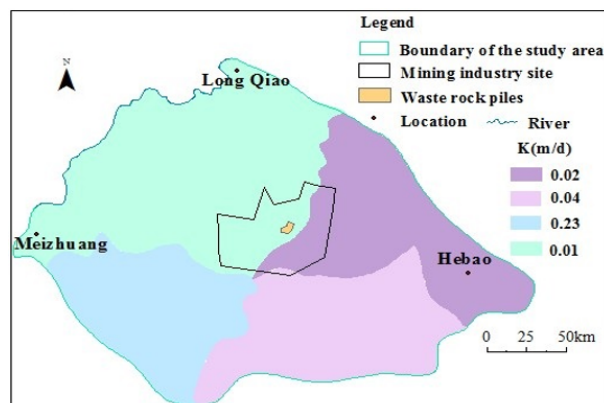 Legend
Boundary of the study area
Mining industry site
Waste rock piles
Location
River
K(m/d)
0.02
0.04
0.23
0.01
N
Long Qiao
Meizhuang
Hebao
0 25 50km